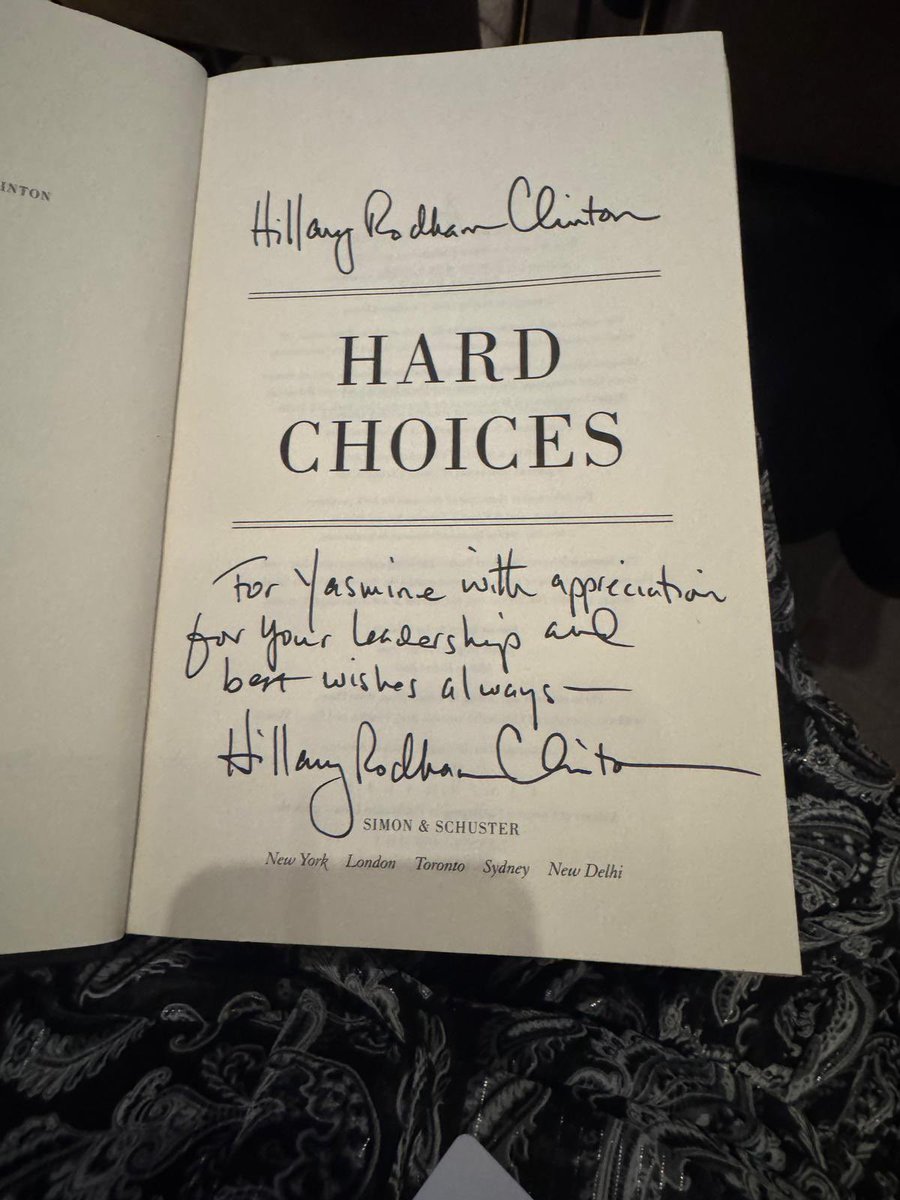 INTON
Hillary Rodham Clinton
HARD
CHOICES
For Yasmine with appreciation
for your leadership and
best wishes always—
Hillary Rodham Clinton
SIMON & SCHUSTER
New York London Toronto Sydney New Delhi